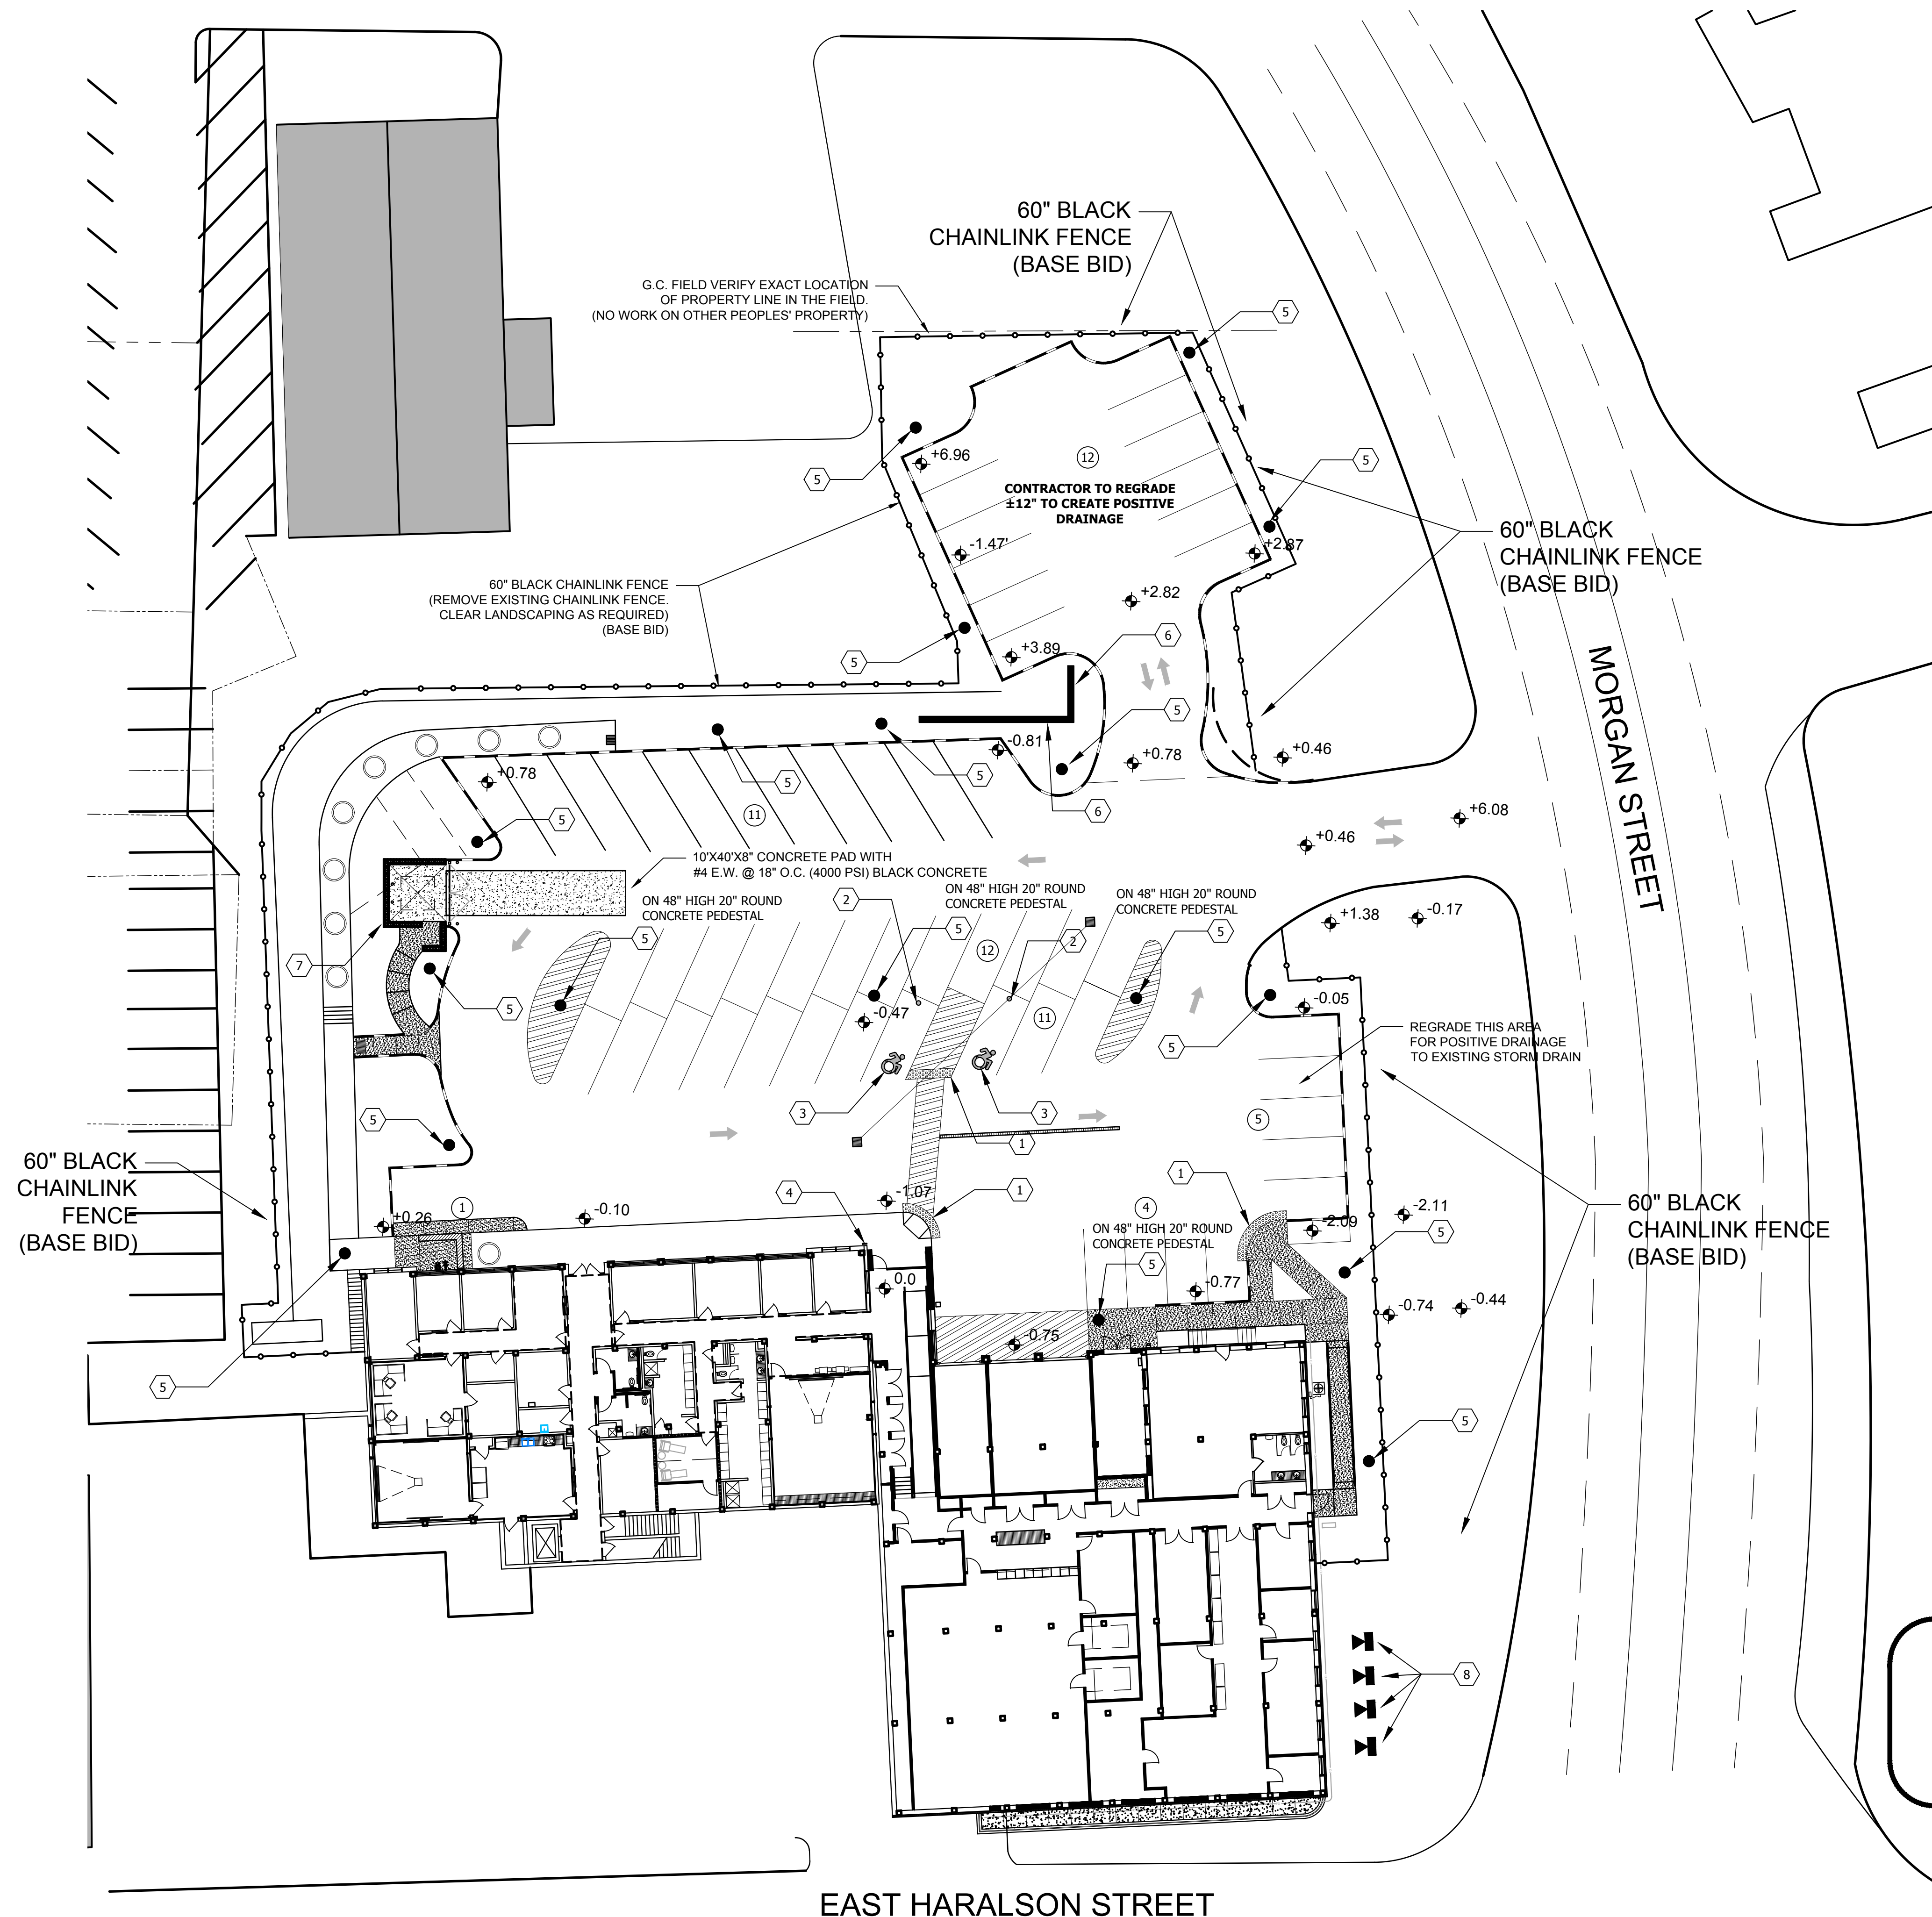 60" BLACK
CHAINLINK FENCE
(BASE BID)
G.C. FIELD VERIFY EXACT LOCATION
OF PROPERTY LINE IN THE FIELD.
(NO WORK ON OTHER PEOPLES' PROPERTY)
5
5
5
+6.96
12
CONTRACTOR TO REGRADE
±12" TO CREATE POSITIVE
DRAINAGE
-1.47'
+2.87
60" BLACK
CHAINLINK FENCE
(BASE BID)
60" BLACK CHAINLINK FENCE
(REMOVE EXISTING CHAINLINK FENCE.
CLEAR LANDSCAPING AS REQUIRED)
(BASE BID)
+2.82
6
+3.89
5
5
-0.81
+0.78
+0.46
+0.78
5
5
6
MORGAN STREET
11
5
+6.08
+0.46
10'X40'X8" CONCRETE PAD WITH
#4 E.W. @ 18" O.C. (4000 PSI) BLACK CONCRETE
ON 48" HIGH 20" ROUND
CONCRETE PEDESTAL
2
ON 48" HIGH 20" ROUND
CONCRETE PEDESTAL
ON 48" HIGH 20" ROUND
CONCRETE PEDESTAL
+1.38
-0.17
5
5
12
2
5
7
5
-0.47
11
-0.05
5
REGRADE THIS AREA
FOR POSITIVE DRAINAGE
TO EXISTING STORM DRAIN
3
3
5
5
1
60" BLACK
CHAINLINK
FENCE
(BASE BID)
1
4
1
60" BLACK
CHAINLINK FENCE
(BASE BID)
+0.26
1
-0.10
-1.07
4
ON 48" HIGH 20" ROUND
CONCRETE PEDESTAL
-2.11
-2.09
5
5
0.0
-0.77
-0.74
-0.44
-0.75
5
5
8
EAST HARALSON STREET